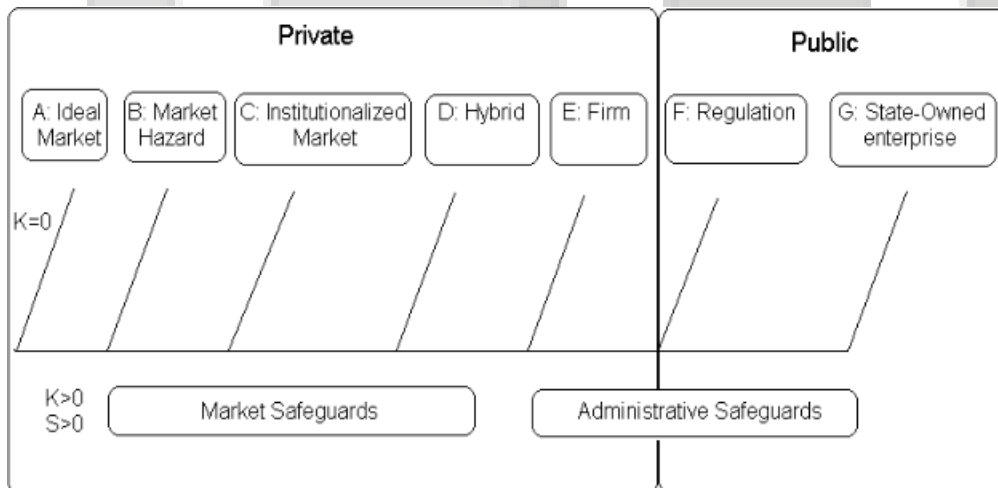 Private
Public
A: Ideal
Market
B: Market
Hazard
C: Institutionalized
Market
D: Hybrid
E: Firm
F: Regulation
G: State-Owned
enterprise
K=0
K>0
S>0
Market Safeguards
Administrative Safeguards